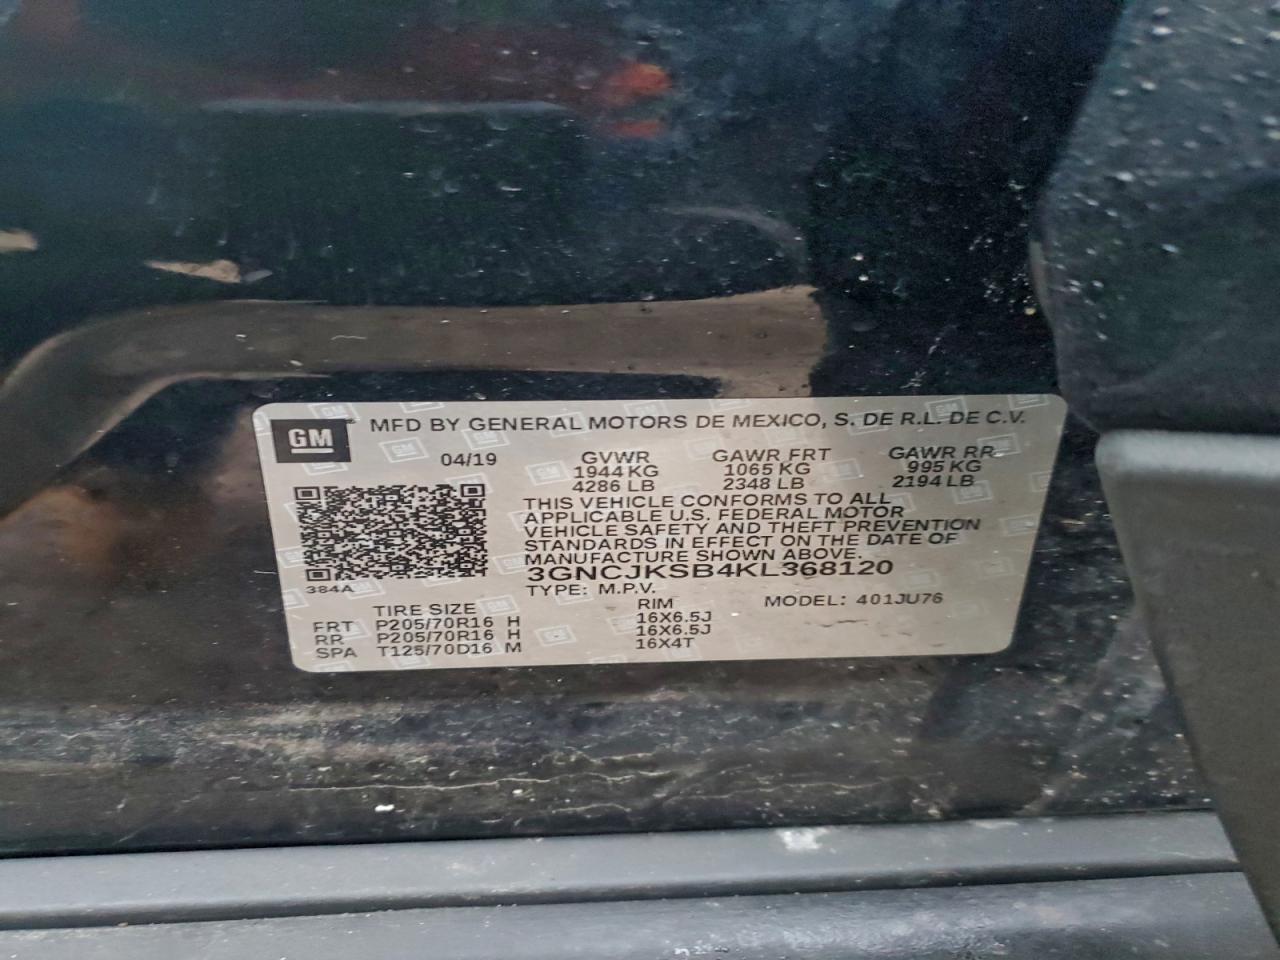 GM MFD BY GENERAL MOTORS DE MEXICO, S. DE R.L. DE C.V.
04/19 GVWR GAWR FRT GAWR RR
1944 KG 1065 KG 995 KG
4286 LB 2348 LB 2194 LB
THIS VEHICLE CONFORMS TO ALL
APPLICABLE U.S. FEDERAL MOTOR
VEHICLE SAFETY AND THEFT PREVENTION
STANDARDS IN EFFECT ON THE DATE OF
MANUFACTURE SHOWN ABOVE.
3GNCJKSB4KL368120
384A TYPE: M.P.V. MODEL: 401JU76
TIRE SIZE RIM
FRT P205/70R16 H 16X6.5J
RR P205/70R16 H 16X6.5J
SPA T125/70D16 M 16X4T